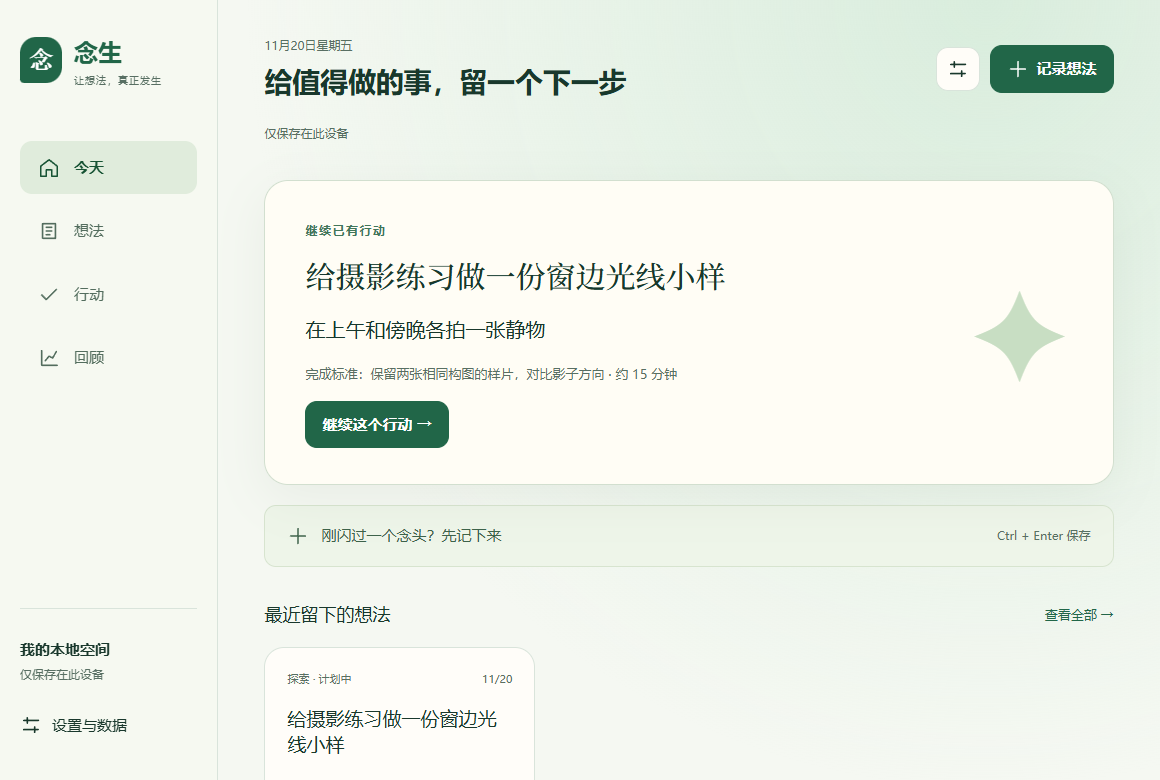 念
念生
让想法，真正发生
今天
想法
行动
回顾
我的本地空间
仅保存在此设备
设置与数据
11月20日星期五
给值得做的事，留一个下一步
仅保存在此设备
记录想法
继续已有行动
给摄影练习做一份窗边光线小样
在上午和傍晚各拍一张静物
完成标准：保留两张相同构图的样片，对比影子方向 · 约 15 分钟
继续这个行动 →
刚闪过一个念头？先记下来
Ctrl + Enter 保存
最近留下的想法
查看全部 →
探索 · 计划中
11/20
给摄影练习做一份窗边光
线小样